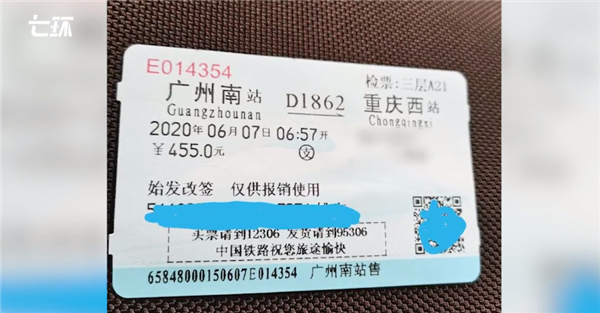 七环
E014354
检票:三层A21
广州南站 D1862 重庆西站
Guangzhounan Chongqingxi
2020年06月07日06:57开
¥455.0元 支
始发改签 仅供报销使用
买票请到12306 发货请到95306
中国铁路祝您旅途愉快
65848000150607E014354 广州南站售